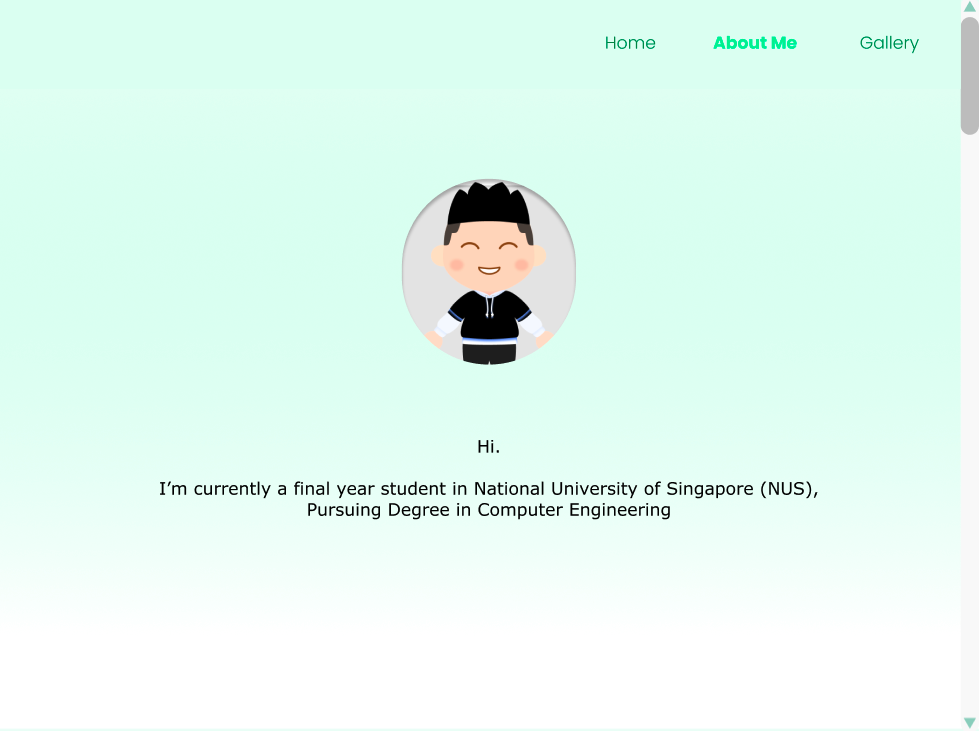 Home About Me Gallery
Hi.
I’m currently a final year student in National University of Singapore (NUS),
Pursuing Degree in Computer Engineering